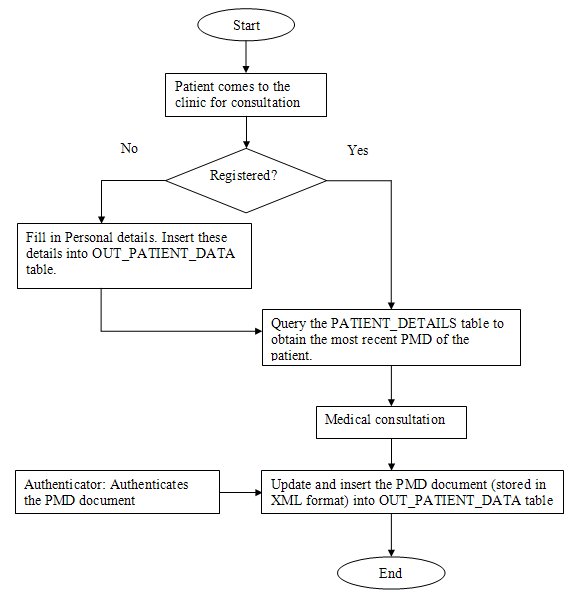 Start
Patient comes to the
clinic for consultation
No
Yes
Registered?
Fill in Personal details. Insert these
details into OUT_PATIENT_DATA
table.
Query the PATIENT_DETAILS table to
obtain the most recent PMD of the
patient.
Medical consultation
Authenticator: Authenticates
the PMD document
Update and insert the PMD document (stored in
XML format) into OUT_PATIENT_DATA table
End